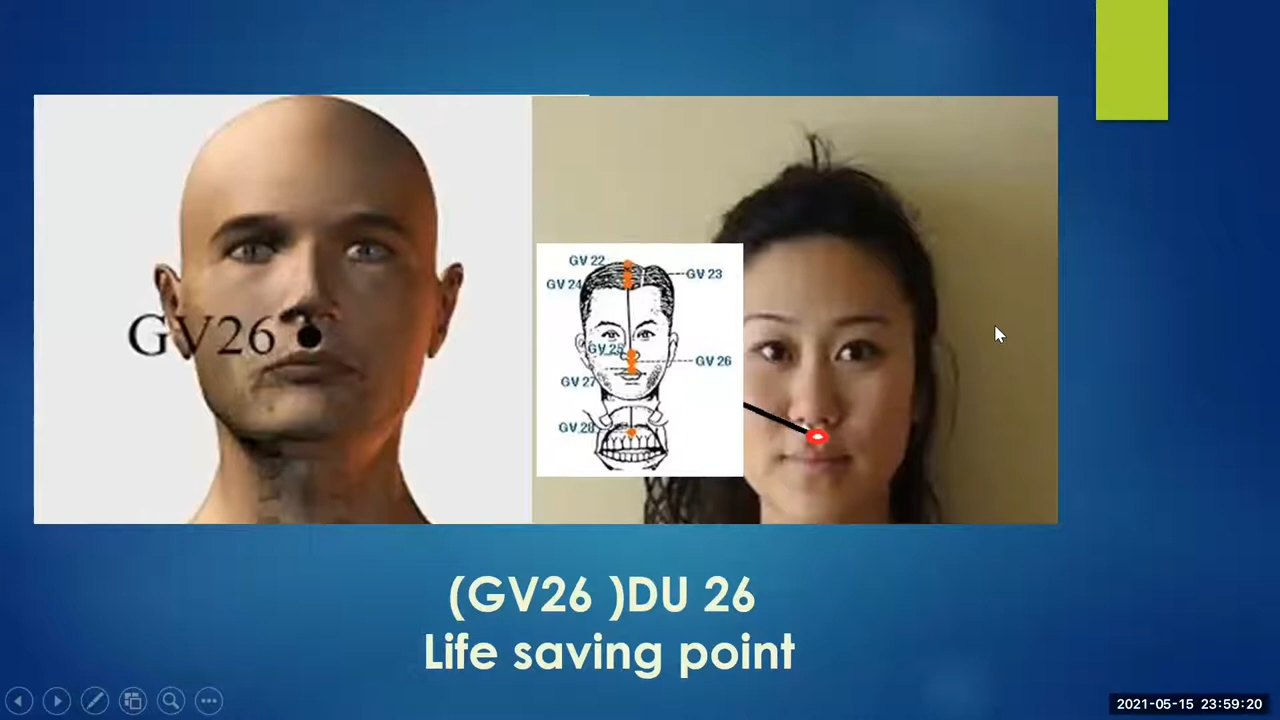 GV26
GV 22
GV 23
GV 24
GV 25
GV 26
GV 27
GV 28
(GV26 )DU 26
Life saving point
2021-05-15 23:59:20